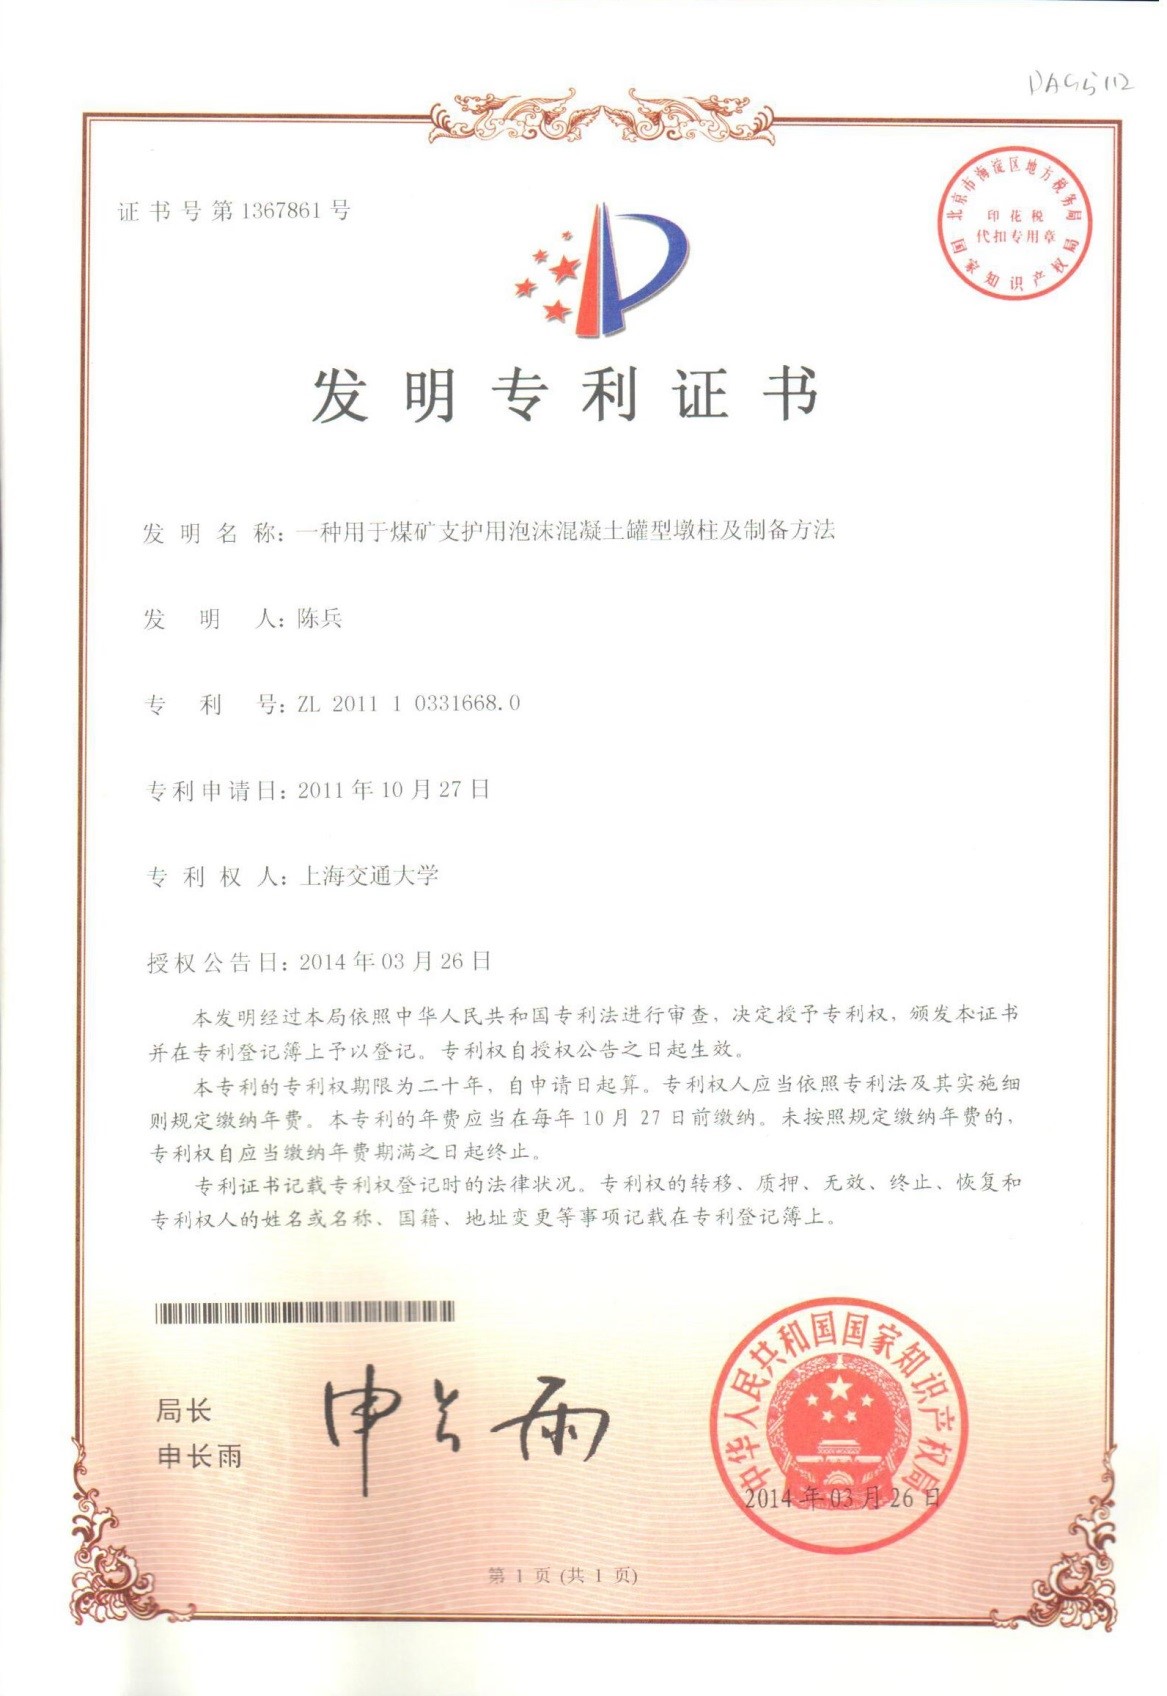 DAG5112
证书号第1367861号
北京市海淀区地方税务局
印花税
代扣专用章
国家知识产权局
发明专利证书
发明名称：一种用于煤矿支护用泡沫混凝土罐型墩柱及制备方法
发明人：陈兵
专利号：ZL 2011 1 0331668.0
专利申请日：2011年10月27日
专利权人：上海交通大学
授权公告日：2014年03月26日
本发明经过本局依照中华人民共和国专利法进行审查，决定授予专利权，颁发本证书
并在专利登记簿上予以登记。专利权自授权公告之日起生效。
本专利的专利权期限为二十年，自申请日起算。专利权人应当依照专利法及其实施细
则规定缴纳年费。本专利的年费应当在每年10月27日前缴纳。未按照规定缴纳年费的，
专利权自应当缴纳年费期满之日起终止。
专利证书记载专利权登记时的法律状况。专利权的转移、质押、无效、终止、恢复和
专利权人的姓名或名称、国籍、地址变更等事项记载在专利登记簿上。
局长
申长雨
申长雨
中华人民共和国国家知识产权局
2014年03月26日
第1页(共1页)